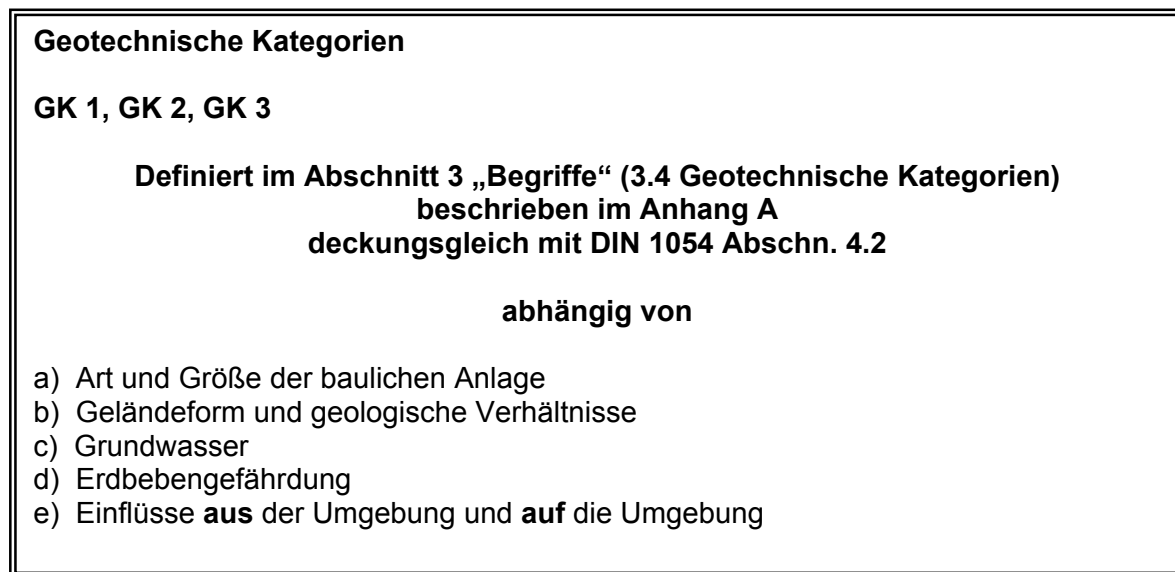 Geotechnische Kategorien
GK 1, GK 2, GK 3
Definiert im Abschnitt 3 „Begriffe“ (3.4 Geotechnische Kategorien)
beschrieben im Anhang A
deckungsgleich mit DIN 1054 Abschn. 4.2
abhängig von
a) Art und Größe der baulichen Anlage
b) Geländeform und geologische Verhältnisse
c) Grundwasser
d) Erdbebengefährdung
e) Einflüsse aus der Umgebung und auf die Umgebung